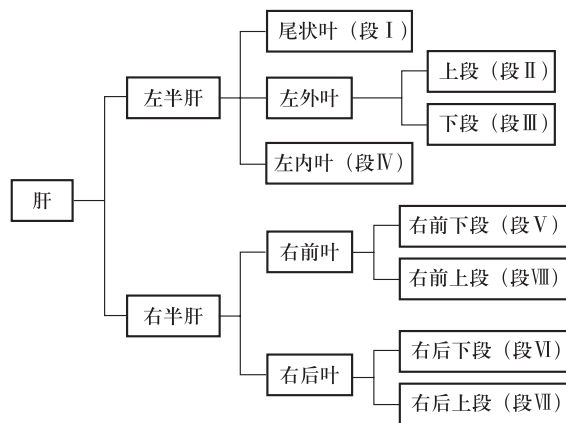 肝
左半肝
尾状叶（段Ⅰ）
左外叶
上段（段Ⅱ）
下段（段Ⅲ）
左内叶（段Ⅳ）
右半肝
右前叶
右前下段（段Ⅴ）
右前上段（段Ⅷ）
右后叶
右后下段（段Ⅵ）
右后上段（段Ⅶ）